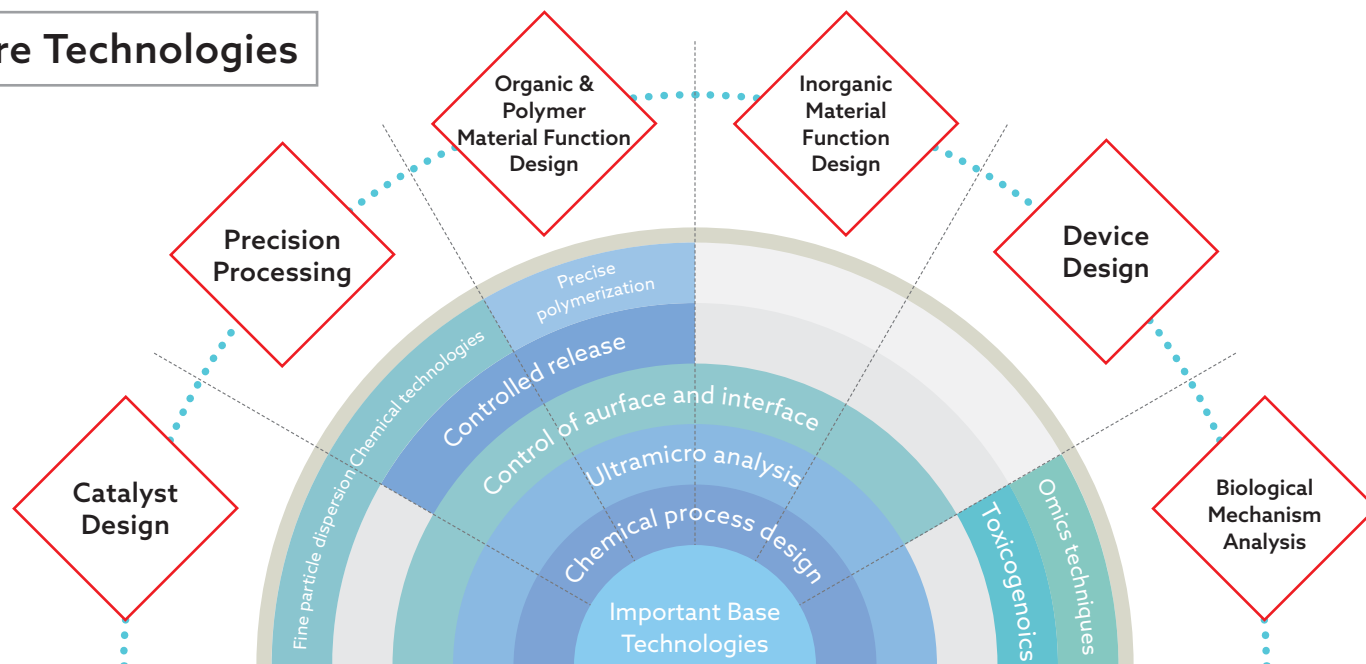 re Technologies
Organic &
Polymer
Material Function
Design
Inorganic
Material
Function
Design
Precision
Processing
Device
Design
Catalyst
Design
Biological
Mechanism
Analysis
Precise
polymerization
Fine particle dispersion Chemical technologies
Controlled release
Control of aurface and interface
Ultramicro analysis
Chemical process design
Toxicogenoics
Omics techniques
Important Base
Technologies